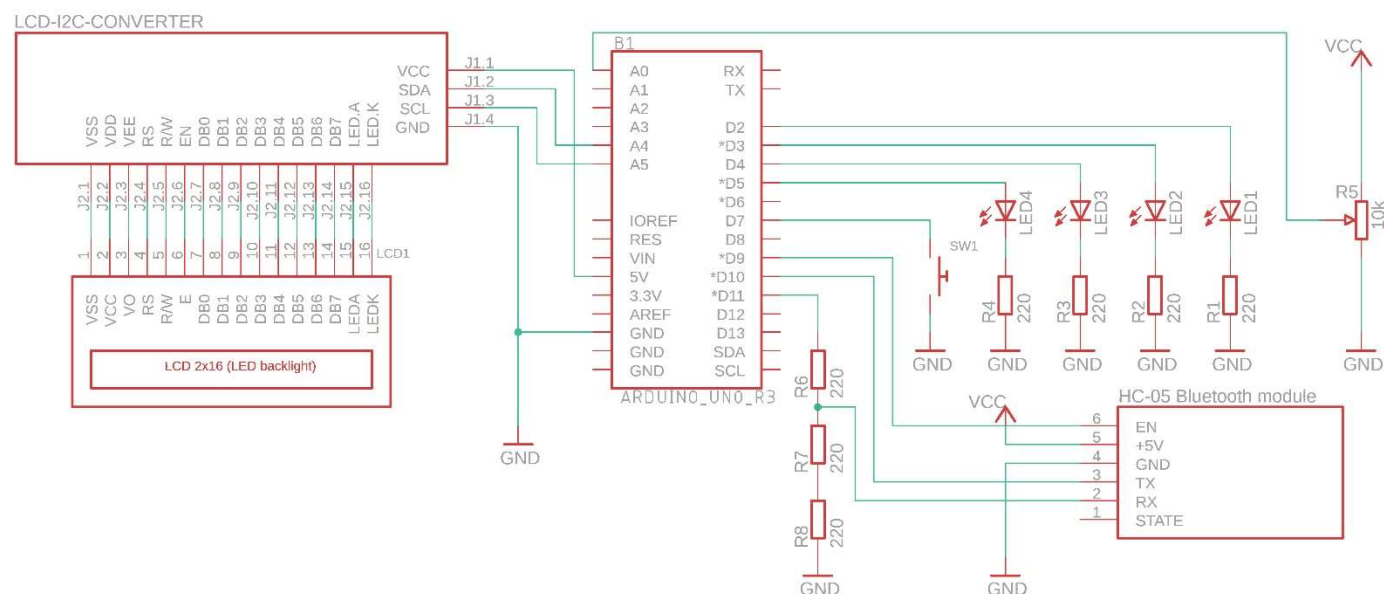 LCD-I2C-CONVERTER
VCC
SDA
SCL
GND
J1.1
J1.2
J1.3
J1.4
VSS
VDD
VEE
RS
R/W
EN
DB0
DB1
DB2
DB3
DB4
DB5
DB6
DB7
LED.A
LED.K
J2.1
J2.2
J2.3
J2.4
J2.5
J2.6
J2.7
J2.8
J2.9
J2.10
J2.11
J2.12
J2.13
J2.14
J2.15
J2.16
1
2
3
4
5
6
7
8
9
10
11
12
13
14
15
16
LCD1
VSS
VCC
VO
RS
R/W
E
DB0
DB1
DB2
DB3
DB4
DB5
DB6
DB7
LEDA
LEDK
LCD 2x16 (LED backlight)
GND
B1
A0
A1
A2
A3
A4
A5
IOREF
RES
VIN
5V
3.3V
AREF
GND
GND
GND
RX
TX
D2
*D3
D4
*D5
*D6
D7
D8
*D9
*D10
*D11
D12
D13
SDA
SCL
ARDUINO_UNO_R3
SW1
GND
LED4
R4
220
GND
LED3
R3
220
GND
LED2
R2
220
GND
LED1
R1
220
GND
VCC
R5
10k
GND
R6
220
R7
220
R8
220
GND
VCC
GND
HC-05 Bluetooth module
6 EN
5 +5V
4 GND
3 TX
2 RX
1 STATE